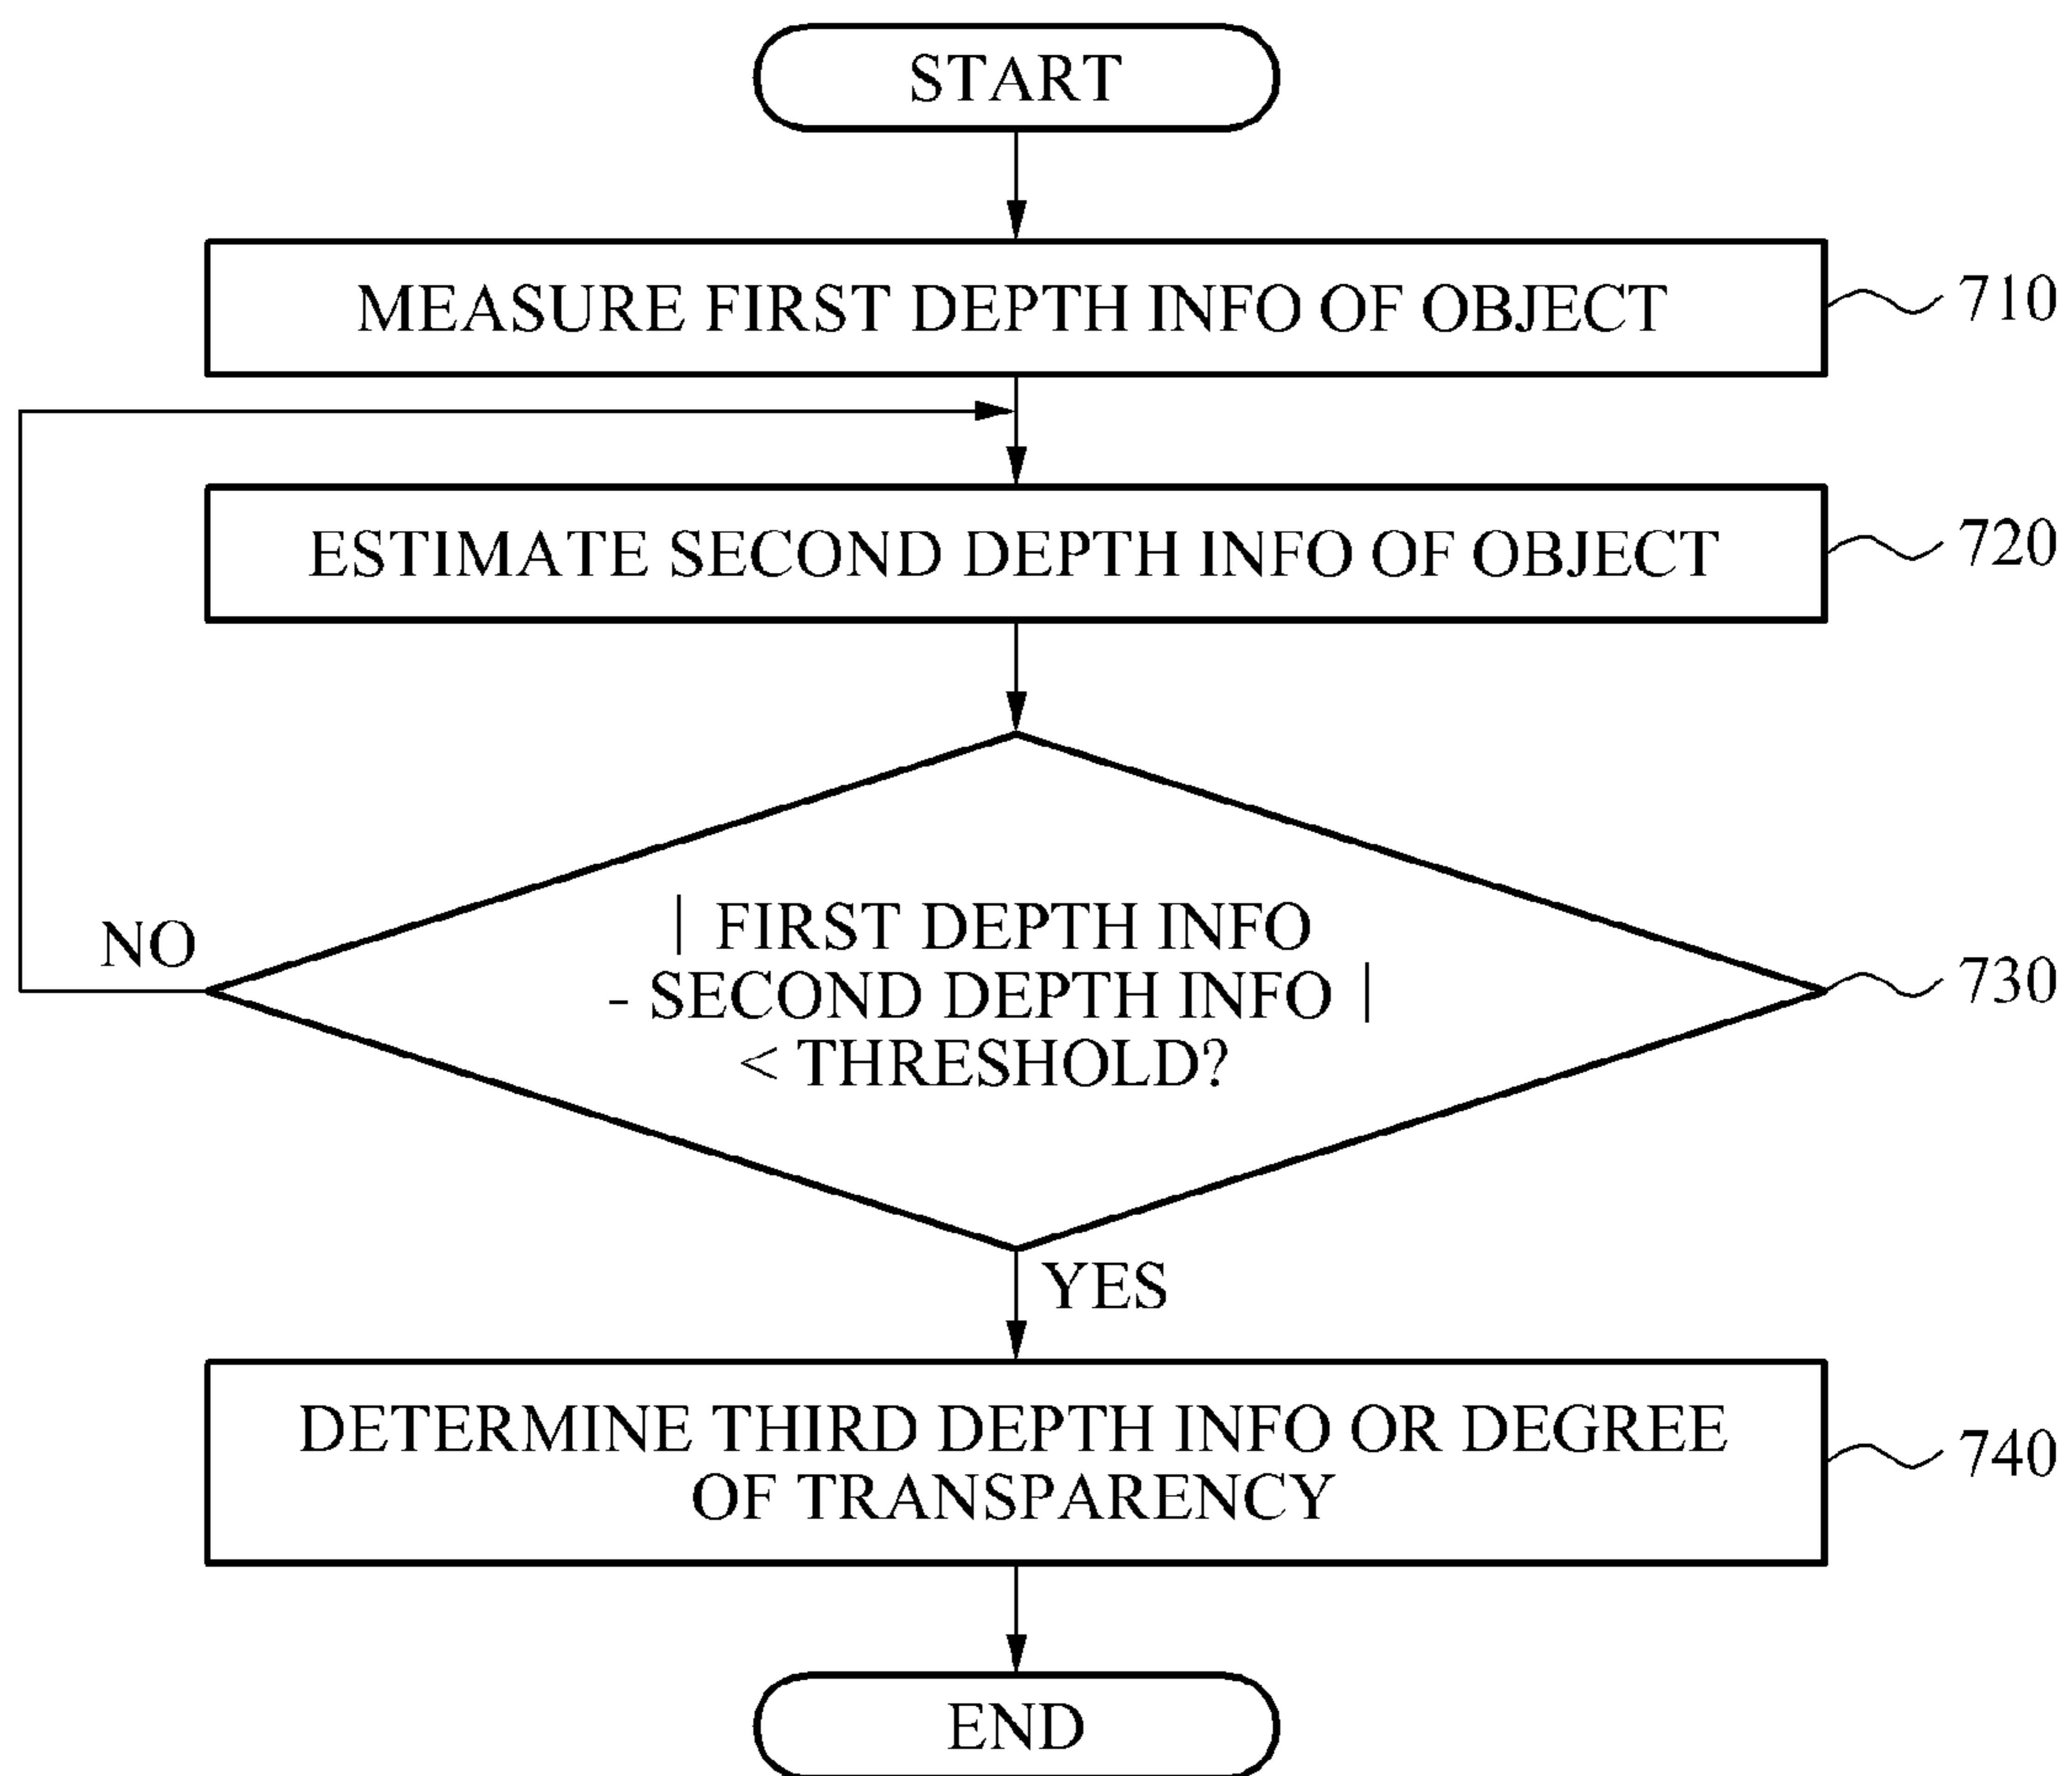 START
MEASURE FIRST DEPTH INFO OF OBJECT
710
ESTIMATE SECOND DEPTH INFO OF OBJECT
720
NO
| FIRST DEPTH INFO
- SECOND DEPTH INFO |
< THRESHOLD?
730
YES
DETERMINE THIRD DEPTH INFO OR DEGREE
OF TRANSPARENCY
740
END